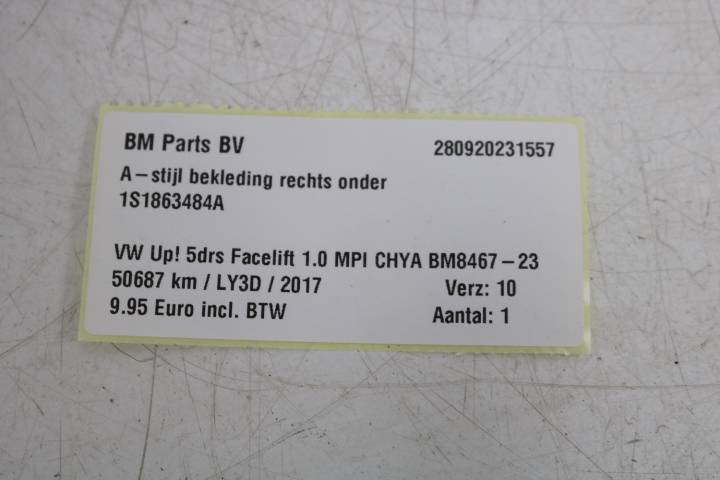 BM Parts BV 280920231557
A-stijl bekleding rechts onder
1S1863484A
VW Up! 5drs Facelift 1.0 MPI CHYA BM8467-23
50687 km / LY3D / 2017 Verz: 10
9.95 Euro incl. BTW Aantal: 1